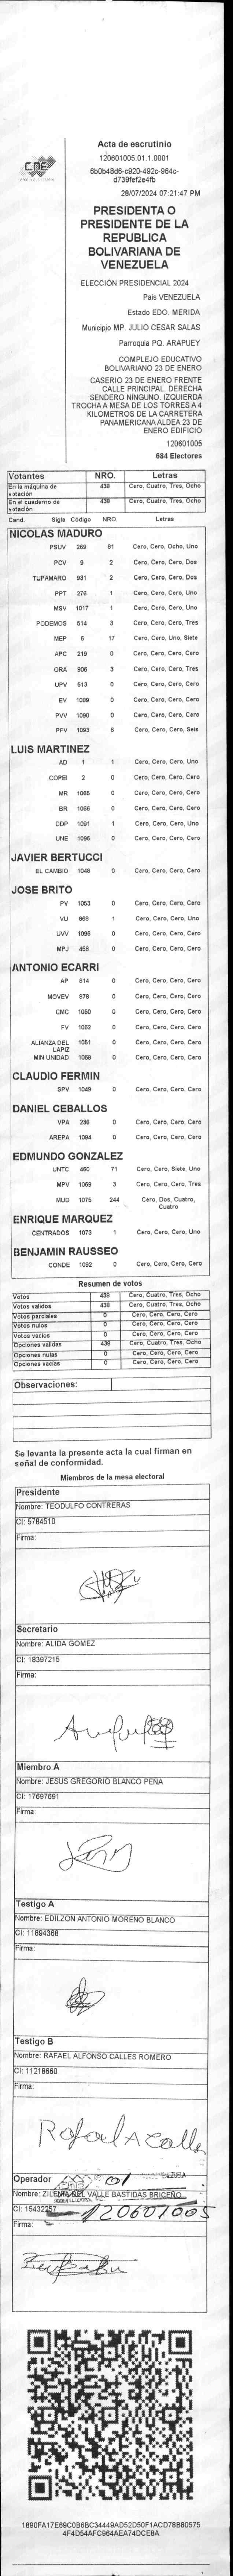 CNE
Acta de escrutinio
120601005.01.1.0001
6b0b48d6-c920-492c-964c-
d739fef2e4fb
28/07/2024 07:21:47 PM
PRESIDENTA O
PRESIDENTE DE LA
REPUBLICA
BOLIVARIANA DE
VENEZUELA
ELECCIÓN PRESIDENCIAL 2024
Pais VENEZUELA
Estado EDO. MERIDA
Municipio MP. JULIO CESAR SALAS
Parroquia PQ. ARAPUEY
COMPLEJO EDUCATIVO
BOLIVARIANO 23 DE ENERO
CASERIO 23 DE ENERO FRENTE
CALLE PRINCIPAL. DERECHA
SENDERO NINGUNO. IZQUIERDA
TROCHA A MESA DE LOS TORRES A 4
KILOMETROS DE LA CARRETERA
PANAMERICANA ALDEA 23 DE
ENERO EDIFICIO
120601005
684 Electores
Votantes NRO. Letras
En la máquina de votación 438 Cero, Cuatro, Tres, Ocho
En el cuaderno de votación 438 Cero, Cuatro, Tres, Ocho
Cand. Sigla Código NRO. Letras
NICOLAS MADURO
PSUV 269 81 Cero, Cero, Ocho, Uno
PCV 9 2 Cero, Cero, Cero, Dos
TUPAMARO 931 2 Cero, Cero, Cero, Dos
PPT 276 1 Cero, Cero, Cero, Uno
MSV 1017 1 Cero, Cero, Cero, Uno
PODEMOS 514 3 Cero, Cero, Cero, Tres
MEP 6 17 Cero, Cero, Uno, Siete
APC 219 0 Cero, Cero, Cero, Cero
ORA 906 3 Cero, Cero, Cero, Tres
UPV 613 0 Cero, Cero, Cero, Cero
EV 1089 0 Cero, Cero, Cero, Cero
PVV 1090 0 Cero, Cero, Cero, Cero
PFV 1093 6 Cero, Cero, Cero, Seis
LUIS MARTINEZ
AD 1 1 Cero, Cero, Cero, Uno
COPEI 2 0 Cero, Cero, Cero, Cero
MR 1065 0 Cero, Cero, Cero, Cero
BR 1066 0 Cero, Cero, Cero, Cero
DDP 1091 1 Cero, Cero, Cero, Uno
UNE 1095 0 Cero, Cero, Cero, Cero
JAVIER BERTUCCI
EL CAMBIO 1048 0 Cero, Cero, Cero, Cero
JOSE BRITO
PV 1053 0 Cero, Cero, Cero, Cero
VU 868 1 Cero, Cero, Cero, Uno
UVV 1096 0 Cero, Cero, Cero, Cero
MPJ 456 0 Cero, Cero, Cero, Cero
ANTONIO ECARRI
AP 814 0 Cero, Cero, Cero, Cero
MOVEV 878 0 Cero, Cero, Cero, Cero
CMC 1050 0 Cero, Cero, Cero, Cero
FV 1062 0 Cero, Cero, Cero, Cero
ALIANZA DEL LAPIZ 1051 0 Cero, Cero, Cero, Cero
MIN UNIDAD 1068 0 Cero, Cero, Cero, Cero
CLAUDIO FERMIN
SPV 1049 0 Cero, Cero, Cero, Cero
DANIEL CEBALLOS
VPA 236 0 Cero, Cero, Cero, Cero
AREPA 1094 0 Cero, Cero, Cero, Cero
EDMUNDO GONZALEZ
UNTC 460 71 Cero, Cero, Siete, Uno
MPV 1069 3 Cero, Cero, Cero, Tres
MUD 1075 244 Cero, Dos, Cuatro, Cuatro
ENRIQUE MARQUEZ
CENTRADOS 1073 1 Cero, Cero, Cero, Uno
BENJAMIN RAUSSEO
CONDE 1092 0 Cero, Cero, Cero, Cero
Resumen de votos
Votos 438 Cero, Cuatro, Tres, Ocho
Votos validos 438 Cero, Cuatro, Tres, Ocho
Votos parciales 0 Cero, Cero, Cero, Cero
Votos nulos 0 Cero, Cero, Cero, Cero
Votos vacios 0 Cero, Cero, Cero, Cero
Opciones validas 438 Cero, Cuatro, Tres, Ocho
Opciones nulas 0 Cero, Cero, Cero, Cero
Opciones vacias 0 Cero, Cero, Cero, Cero
Observaciones:
Se levanta la presente acta la cual firman en
señal de conformidad.
Miembros de la mesa electoral
Presidente
Nombre: TEODULFO CONTRERAS
CI: 5784510
Firma:
Secretario
Nombre: ALIDA GOMEZ
CI: 18397215
Firma:
Miembro A
Nombre: JESUS GREGORIO BLANCO PEÑA
CI: 17697691
Firma:
Testigo A
Nombre: EDILZON ANTONIO MORENO BLANCO
CI: 11894368
Firma:
Testigo B
Nombre: RAFAEL ALFONSO CALLES ROMERO
CI: 11218660
Firma:
Rafael A Calles
Operador 01
Nombre: ZILENIA DEL VALLE BASTIDAS BRICEÑO
CI: 15432257
120601005
Firma:
1890FA17E69C0B6BC34449AD52D50F1ACD78B80575
4F4D54AFC964AEA74DCE8A